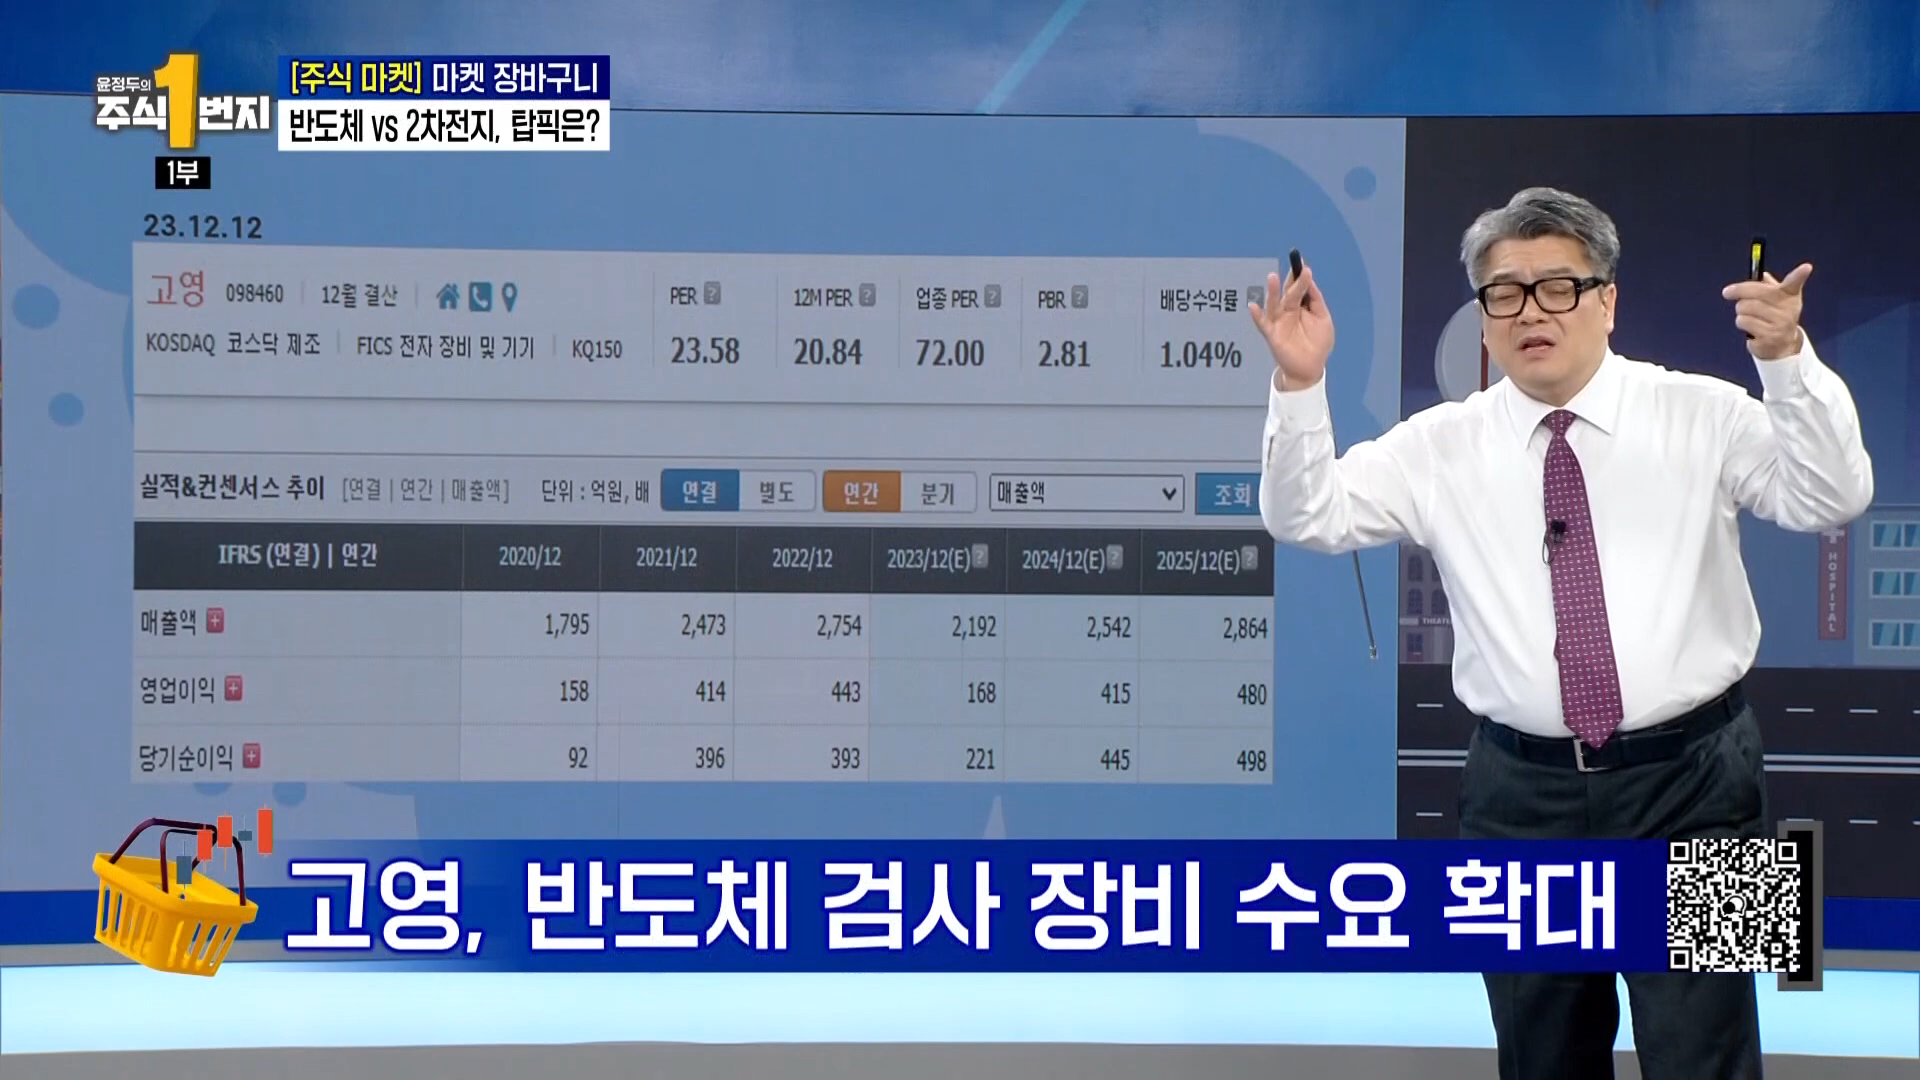 윤정두의
주식1번지
1부
[주식 마켓] 마켓 장바구니
반도체 vs 2차전지, 탑픽은?
23.12.12
고영 098460 12월 결산
KOSDAQ 코스닥 제조 FICS 전자 장비 및 기기 KQ150
PER ? 12M PER ? 업종 PER ? PBR ? 배당수익률 ?
23.58 20.84 72.00 2.81 1.04%
실적&컨센서스 추이 [연결 | 연간 | 매출액] 단위 : 억원, 배 연결 별도 연간 분기 매출액 조회
IFRS (연결) | 연간 2020/12 2021/12 2022/12 2023/12(E) ? 2024/12(E) ? 2025/12(E) ?
매출액 1,795 2,473 2,754 2,192 2,542 2,864
영업이익 158 414 443 168 415 480
당기순이익 92 396 393 221 445 498
HOSPITAL
고영, 반도체 검사 장비 수요 확대